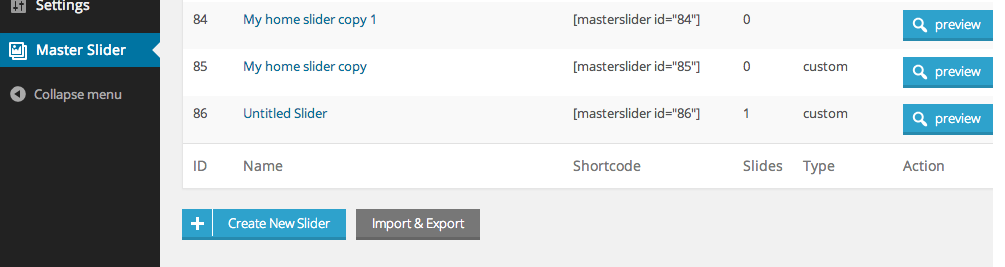 Settings
Master Slider
Collapse menu
84 My home slider copy 1 [masterslider id="84"] 0 preview
85 My home slider copy [masterslider id="85"] 0 custom preview
86 Untitled Slider [masterslider id="86"] 1 custom preview
ID Name Shortcode Slides Type Action
Create New Slider Import & Export